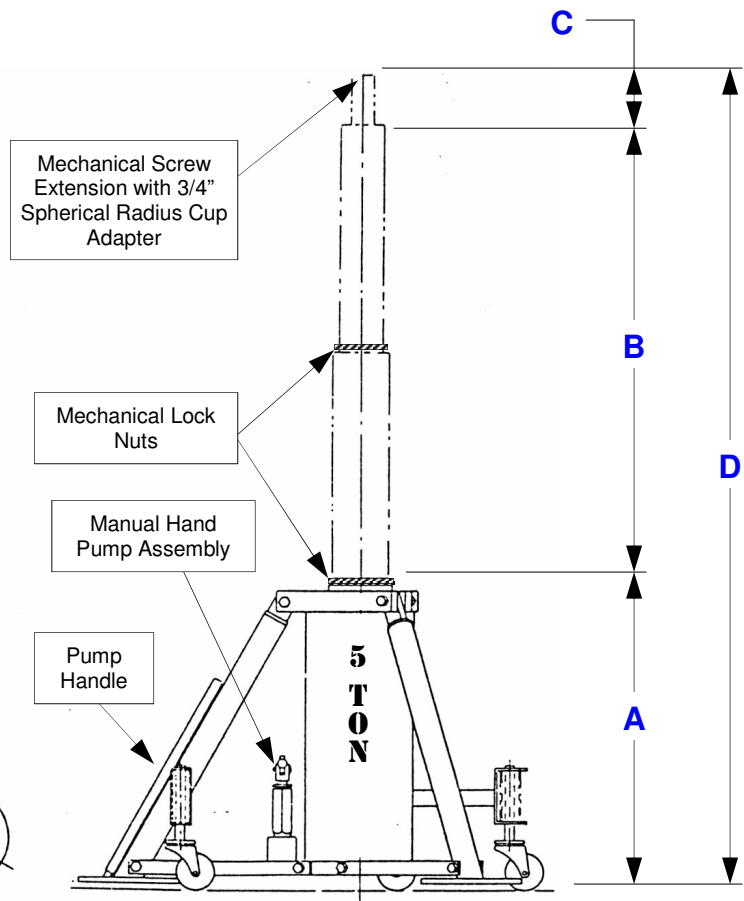 C
Mechanical Screw
Extension with 3/4”
Spherical Radius Cup
Adapter
B
Mechanical Lock
Nuts
D
Manual Hand
Pump Assembly
Pump
Handle
5
T
O
N
A